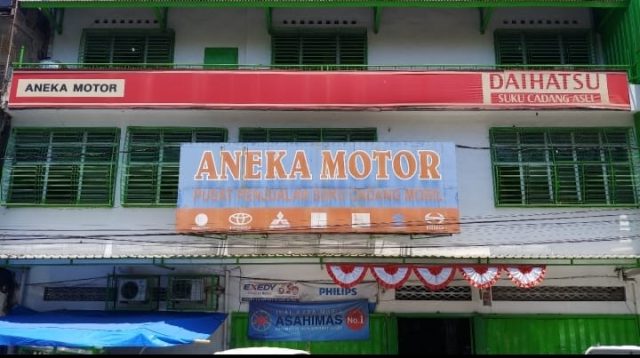 ANEKA MOTOR
DAIHATSU
SUKU CADANG ASLI
ANEKA MOTOR
PUSAT PENJUALAN SUKU CADANG MOBIL
EXEDY
PHILIPS
ASAHIMAS No.1